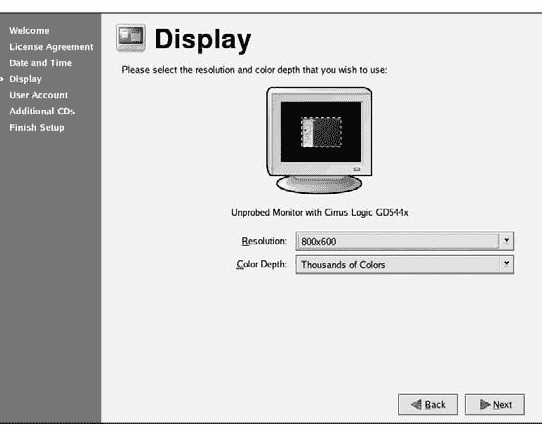 Welcome
License Agreement
Date and Time
Display
User Account
Additional CDs
Finish Setup
Display
Please select the resolution and color depth that you wish to use:
Unprobed Monitor with Cirrus Logic GD544x
Resolution: 800x600
Color Depth: Thousands of Colors
Back Next